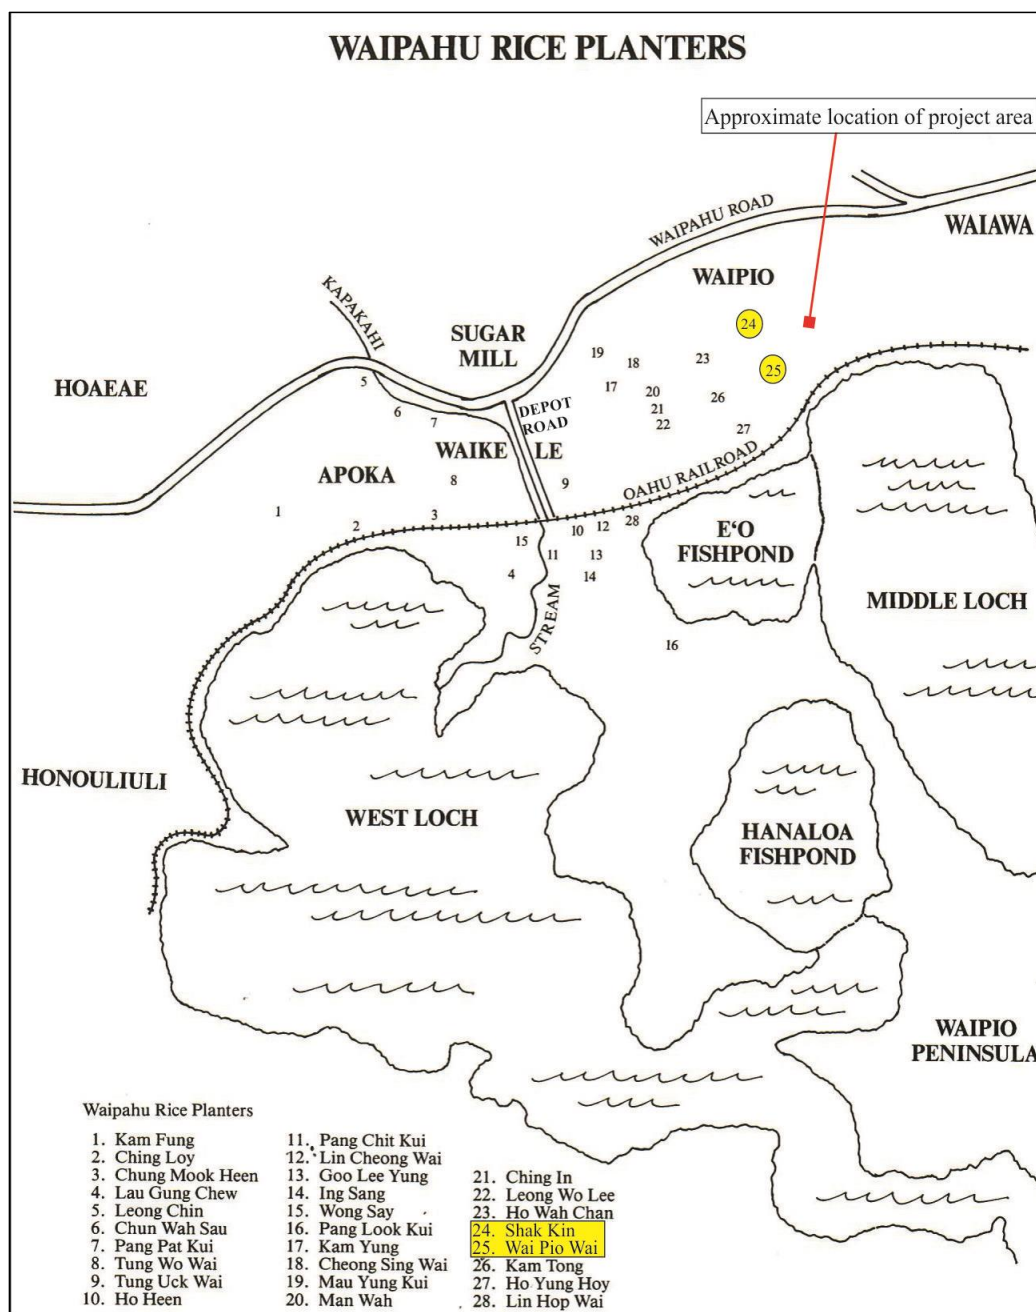 WAIPAHU RICE PLANTERS
Approximate location of project area
WAIPAHU ROAD
WAIAWA
WAIPIO
KAPAKAHI
24
SUGAR
MILL
19
18
23
25
HOAEAE
5
17
20
26
6
DEPOT
ROAD
21
7
22
27
WAIKE LE
OAHU RAILROAD
APOKA
8
9
1
2
3
10
12
28
15
11
13
E‘O
FISHPOND
4
14
STREAM
MIDDLE LOCH
16
HONOULIULI
WEST LOCH
HANALOA
FISHPOND
WAIPIO
PENINSULA
Waipahu Rice Planters
1. Kam Fung
2. Ching Loy
3. Chung Mook Heen
4. Lau Gung Chew
5. Leong Chin
6. Chun Wah Sau
7. Pang Pat Kui
8. Tung Wo Wai
9. Tung Uck Wai
10. Ho Heen
11. Pang Chit Kui
12. Lin Cheong Wai
13. Goo Lee Yung
14. Ing Sang
15. Wong Say
16. Pang Look Kui
17. Kam Yung
18. Cheong Sing Wai
19. Mau Yung Kui
20. Man Wah
21. Ching In
22. Leong Wo Lee
23. Ho Wah Chan
24. Shak Kin
25. Wai Pio Wai
26. Kam Tong
27. Ho Yung Hoy
28. Lin Hop Wai